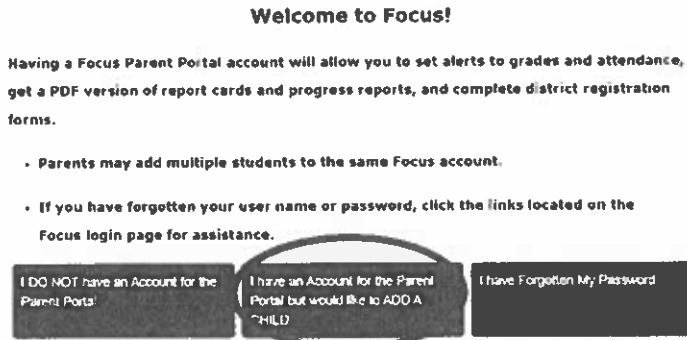 Welcome to Focus!
Having a Focus Parent Portal account will allow you to set alerts to grades and attendance,
get a PDF version of report cards and progress reports, and complete district registration
forms.
• Parents may add multiple students to the same Focus account.
• If you have forgotten your user name or password, click the links located on the
Focus login page for assistance.
I DO NOT have an Account for the
Parent Portal
I have an Account for the Parent
Portal but would like to ADD A
CHILD
I have Forgotten My Password